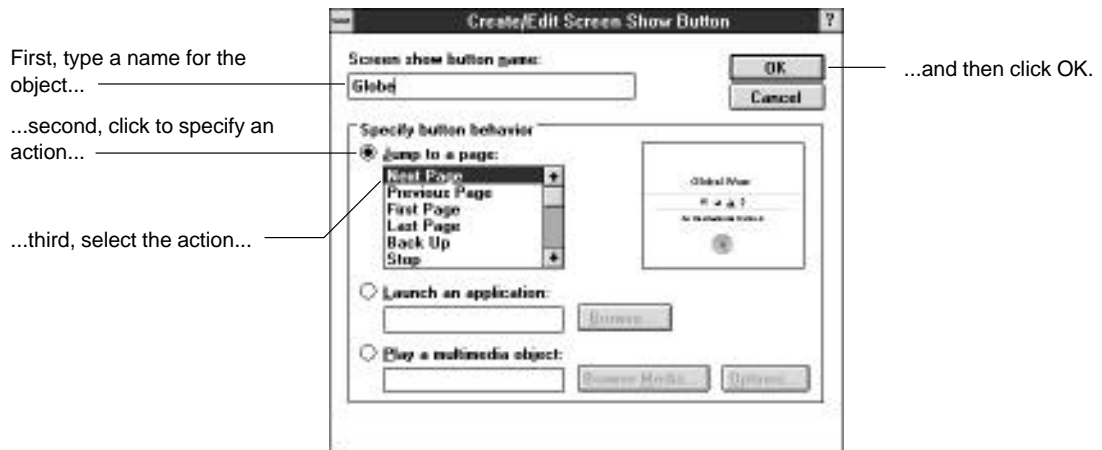 Create/Edit Screen Show Button
?
First, type a name for the
object...
Screen show button name:
Globe
OK
Cancel
...and then click OK.
...second, click to specify an
action...
Specify button behavior
Jump to a page:
Next Page
Previous Page
First Page
Last Page
Back Up
Stop
...third, select the action...
Launch an application:
Browse...
Play a multimedia object:
Browse Media...
Options...